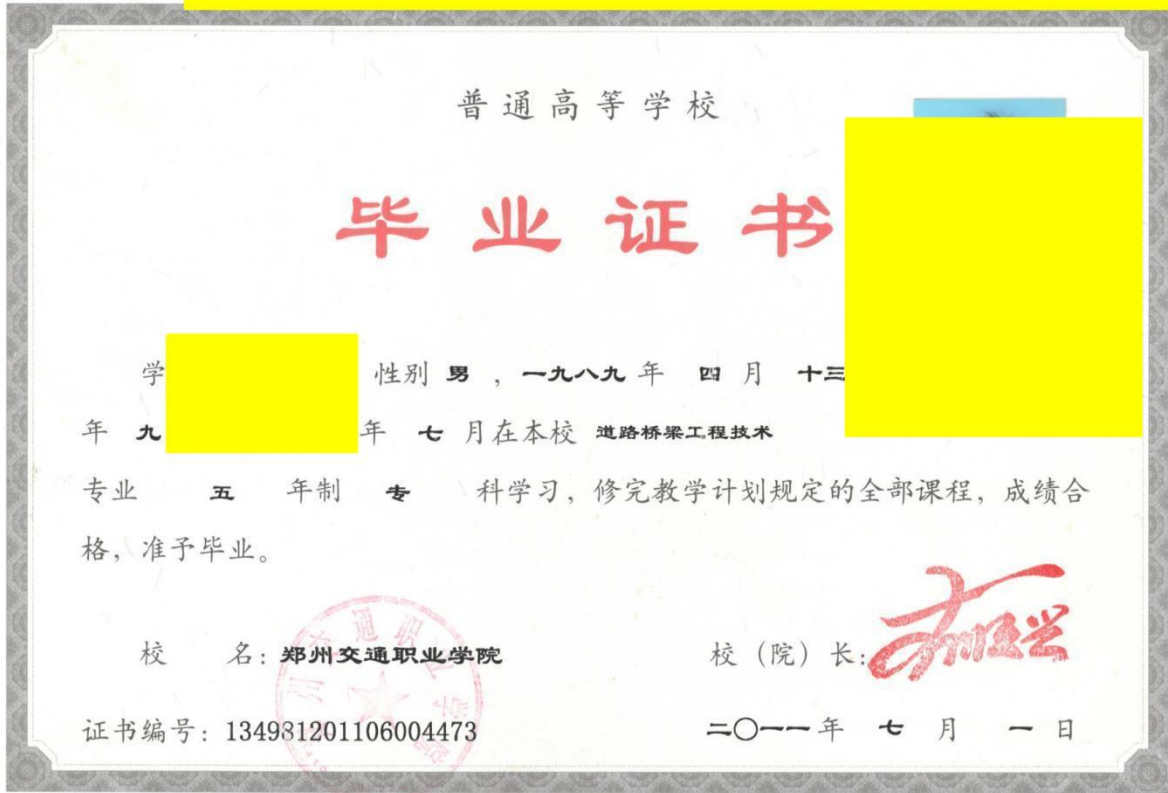 普通高等学校
毕业证书
学 性别 男 ，一九八九 年 四 月 十三
年 九 年 七 月在本校 道路桥梁工程技术
专业 五 年制 专 科学习，修完教学计划规定的全部课程，成绩合
格，准予毕业。
校 名：郑州交通职业学院 校（院）长：
证书编号：134981201106004473 二〇一一年 七 月 一 日